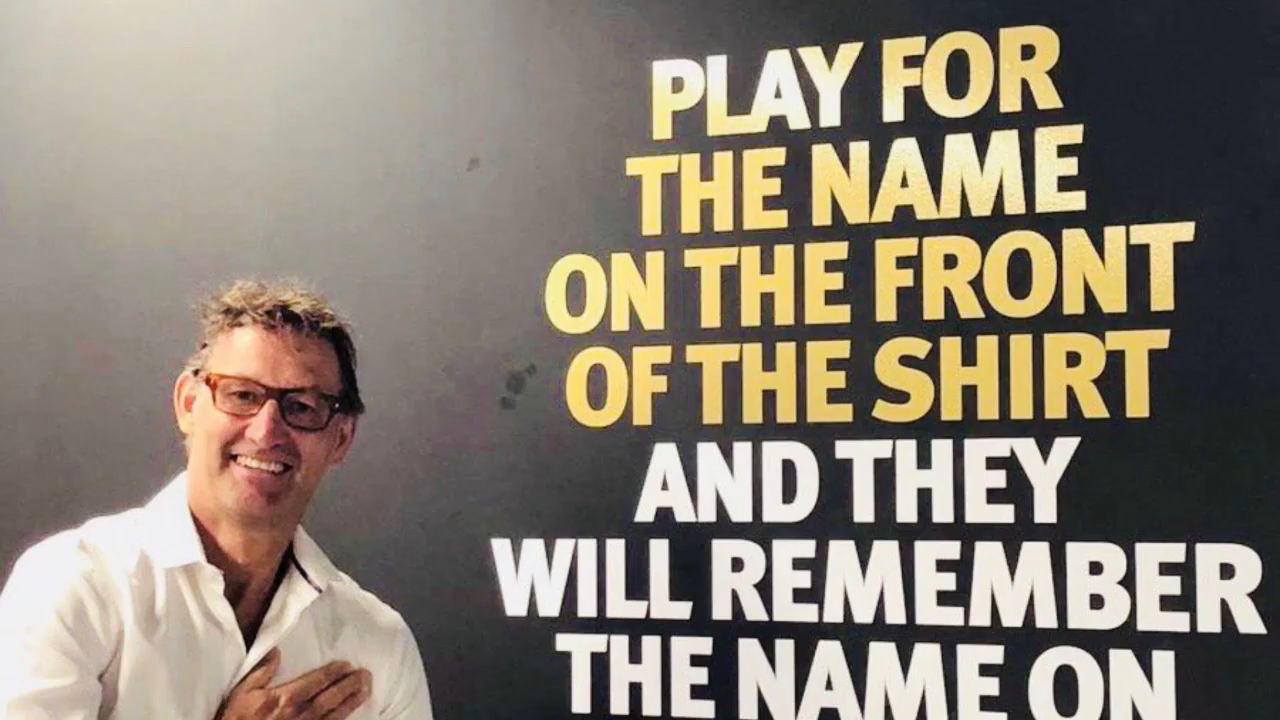 PLAY FOR
THE NAME
ON THE FRONT
OF THE SHIRT
AND THEY
WILL REMEMBER
THE NAME ON